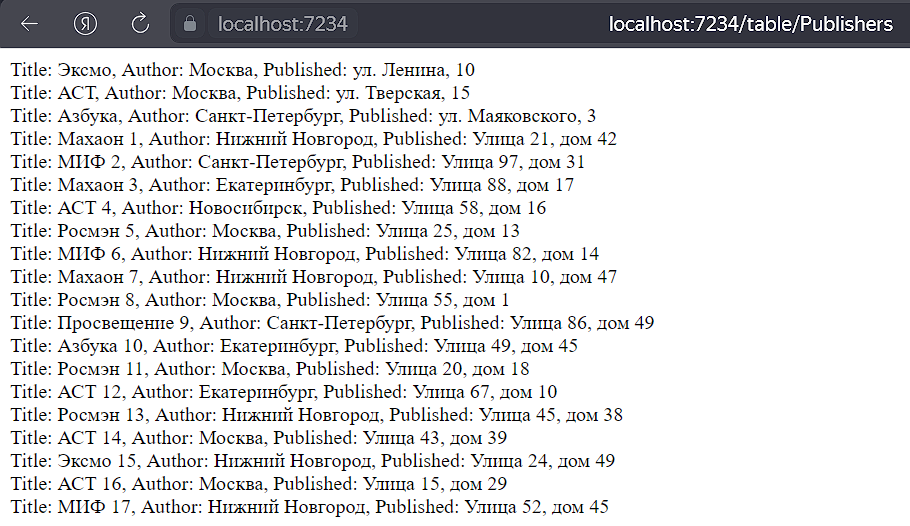 localhost:7234 localhost:7234/table/Publishers
Title: Эксмо, Author: Москва, Published: ул. Ленина, 10
Title: АСТ, Author: Москва, Published: ул. Тверская, 15
Title: Азбука, Author: Санкт-Петербург, Published: ул. Маяковского, 3
Title: Махаон 1, Author: Нижний Новгород, Published: Улица 21, дом 42
Title: МИФ 2, Author: Санкт-Петербург, Published: Улица 97, дом 31
Title: Махаон 3, Author: Екатеринбург, Published: Улица 88, дом 17
Title: АСТ 4, Author: Новосибирск, Published: Улица 58, дом 16
Title: Росмэн 5, Author: Москва, Published: Улица 25, дом 13
Title: МИФ 6, Author: Нижний Новгород, Published: Улица 82, дом 14
Title: Махаон 7, Author: Нижний Новгород, Published: Улица 10, дом 47
Title: Росмэн 8, Author: Москва, Published: Улица 55, дом 1
Title: Просвещение 9, Author: Санкт-Петербург, Published: Улица 86, дом 49
Title: Азбука 10, Author: Екатеринбург, Published: Улица 49, дом 45
Title: Росмэн 11, Author: Москва, Published: Улица 20, дом 18
Title: АСТ 12, Author: Екатеринбург, Published: Улица 67, дом 10
Title: Росмэн 13, Author: Нижний Новгород, Published: Улица 45, дом 38
Title: АСТ 14, Author: Москва, Published: Улица 43, дом 39
Title: Эксмо 15, Author: Нижний Новгород, Published: Улица 24, дом 49
Title: АСТ 16, Author: Москва, Published: Улица 15, дом 29
Title: МИФ 17, Author: Нижний Новгород, Published: Улица 52, дом 45